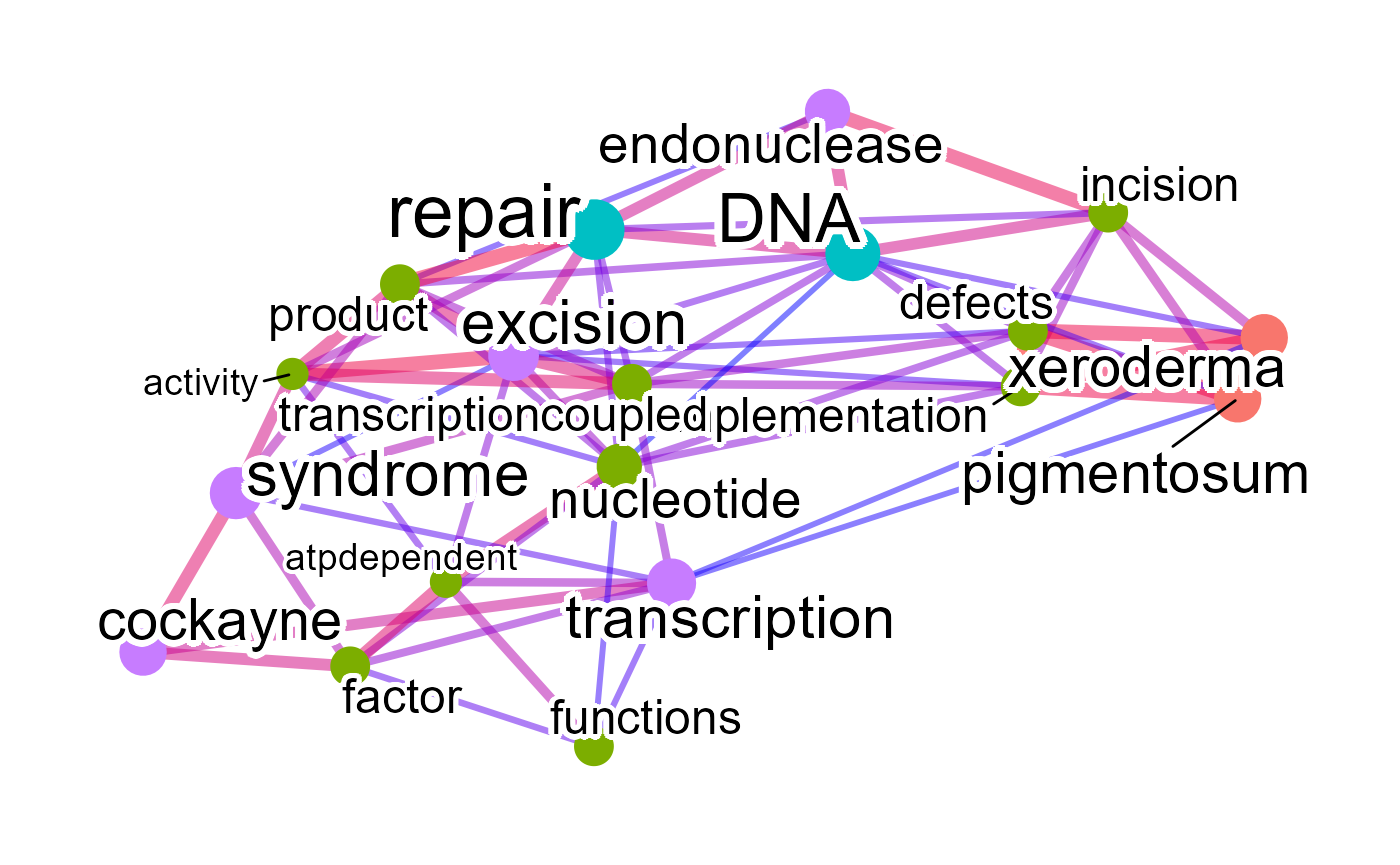 endonuclease
incision
repair
DNA
defects
product
excision
xeroderma
activity
transcriptioncoupled
plementation
syndrome
pigmentosum
nucleotide
atpdependent
cockayne
transcription
factor
functions